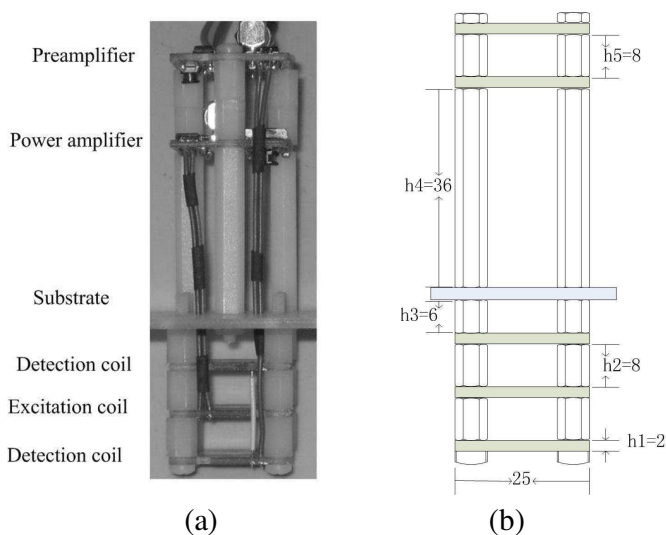 Preamplifier
Power amplifier
Substrate
Detection coil
Excitation coil
Detection coil
(a)
h5=8
h4=36
h3=6
h2=8
h1=2
25
(b)